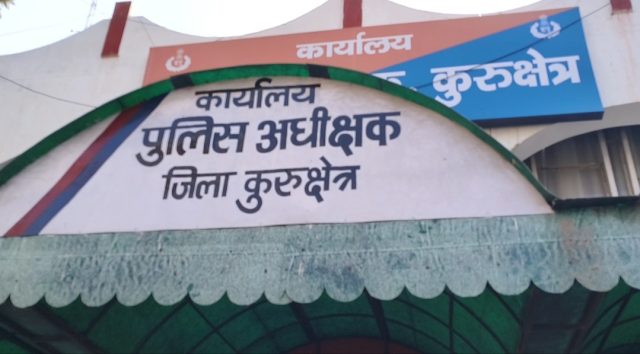 कार्यालय
कुरुक्षेत्र
कार्यालय
पुलिस अधीक्षक
जिला कुरुक्षेत्र